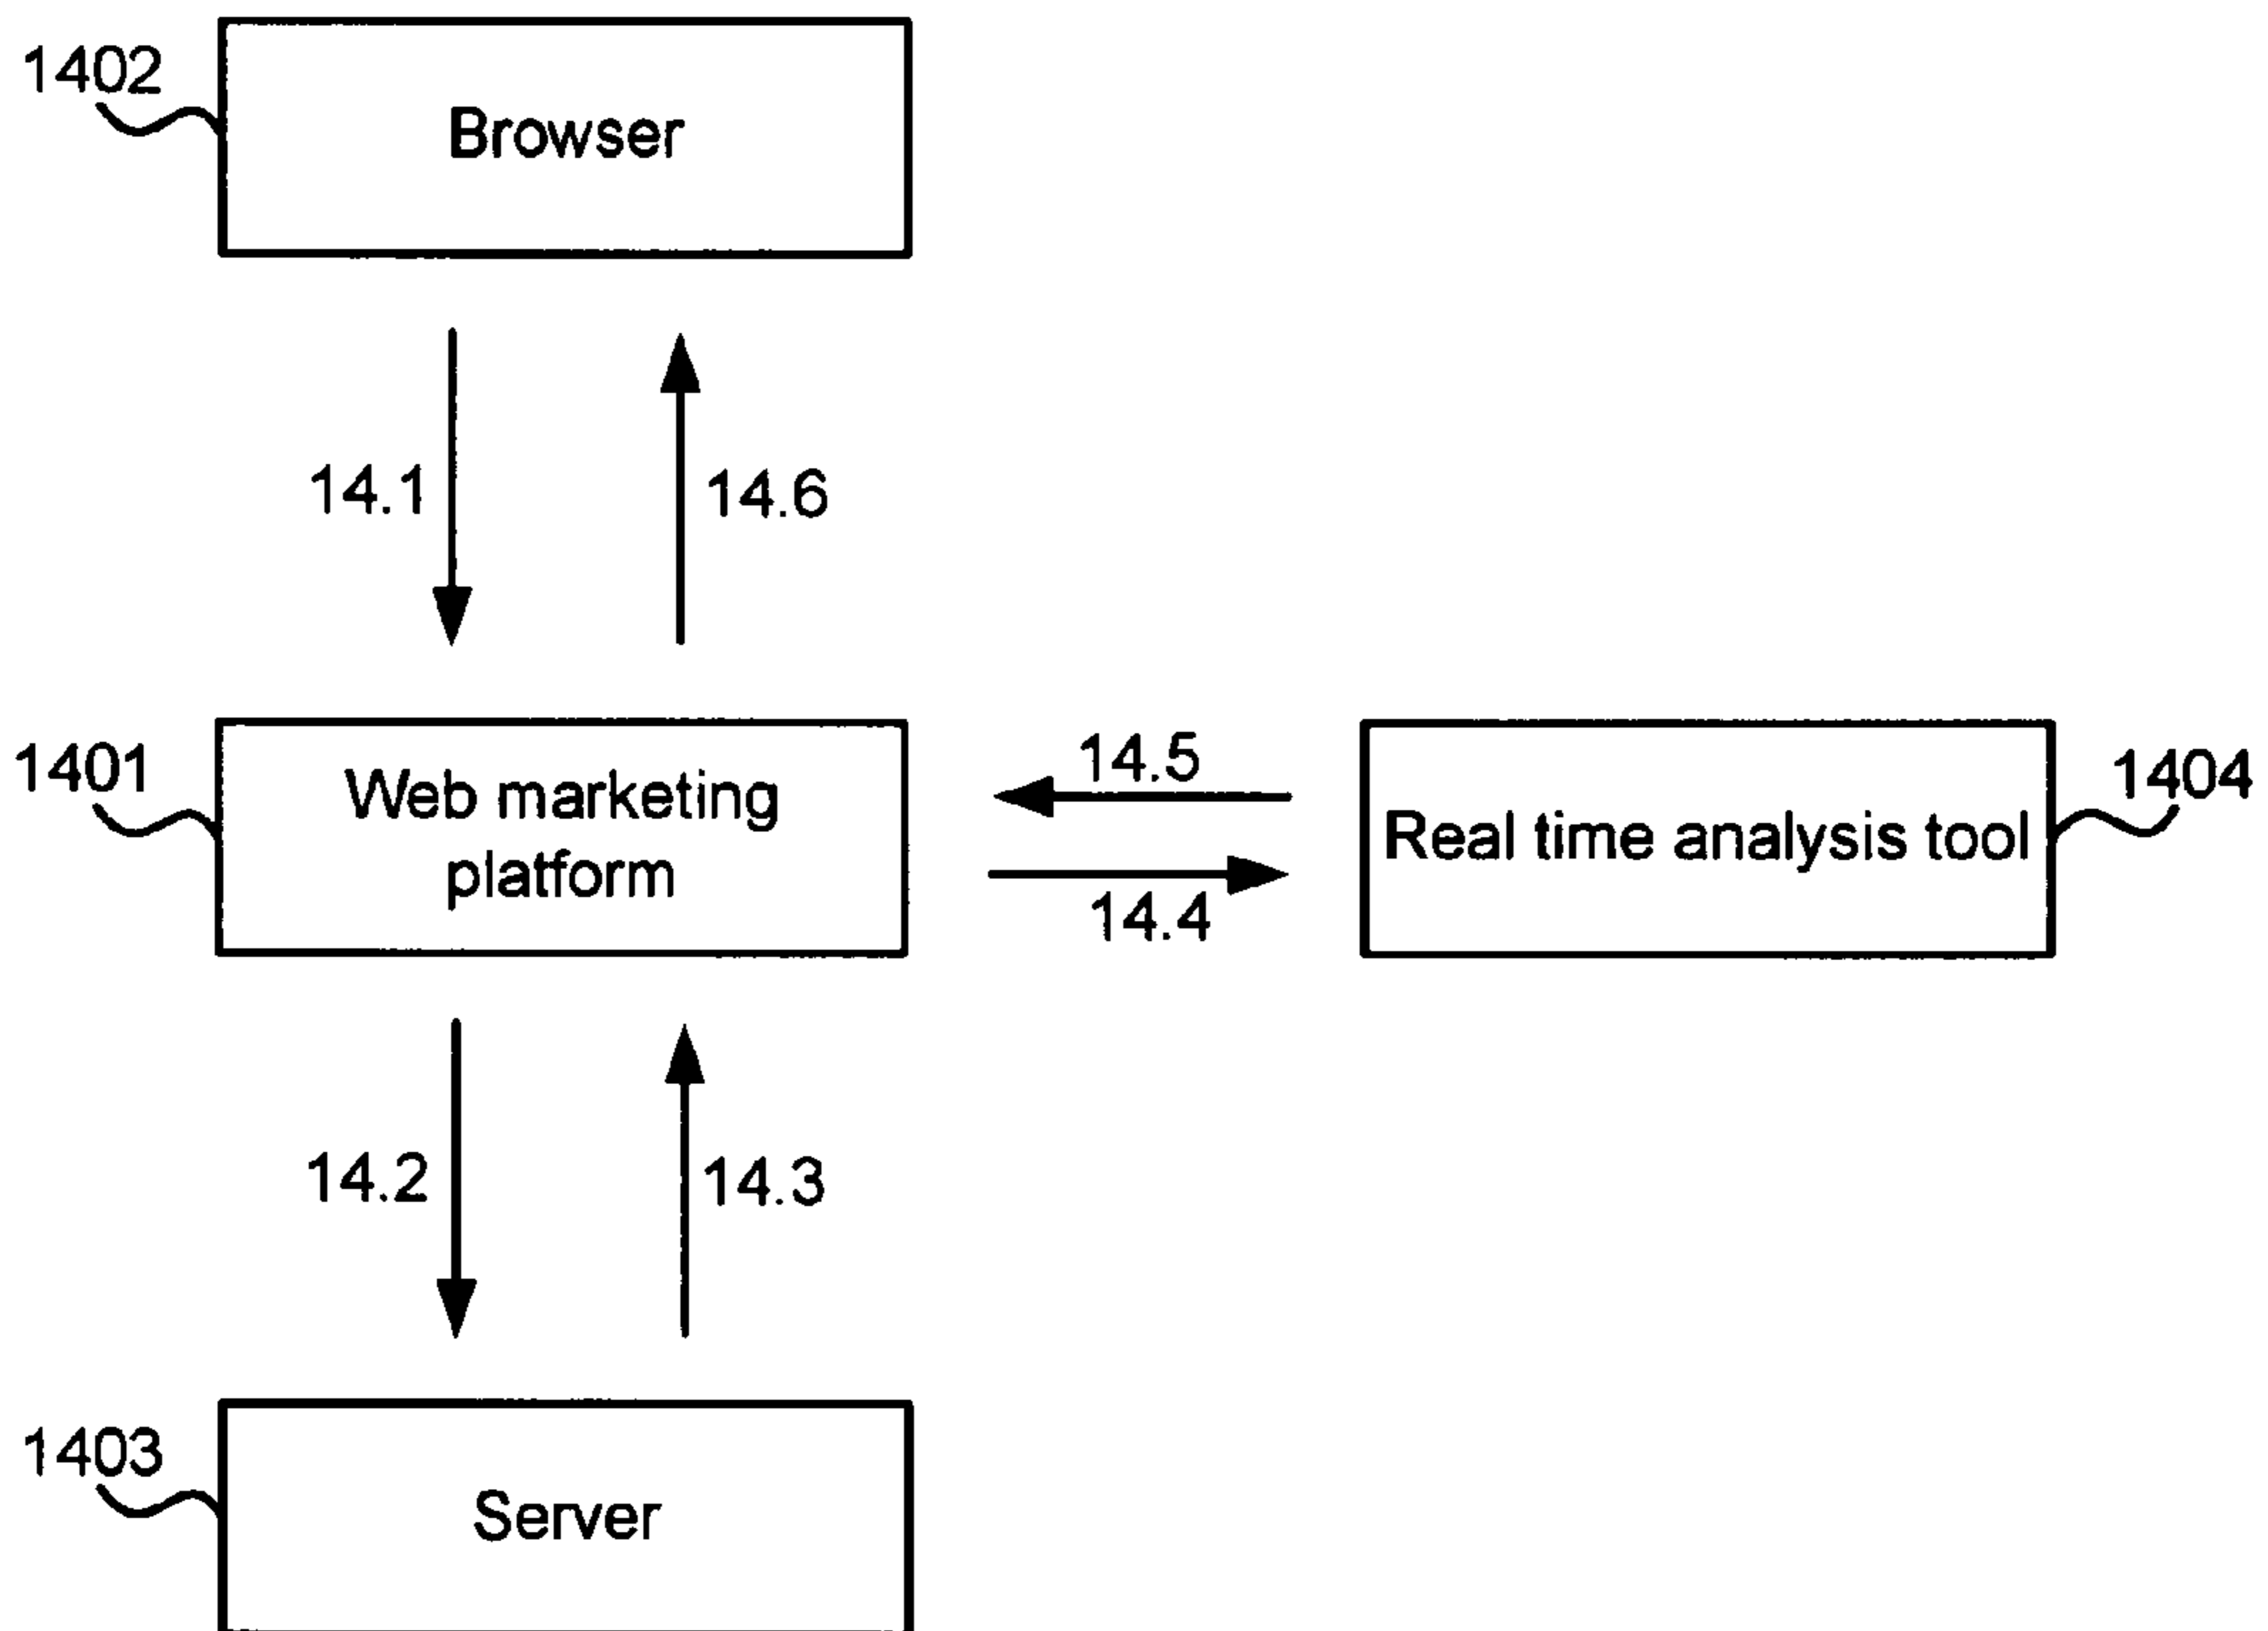 1402
Browser
14.1
14.6
1401
Web marketing
platform
14.5
14.4
Real time analysis tool
1404
14.2
14.3
1403
Server